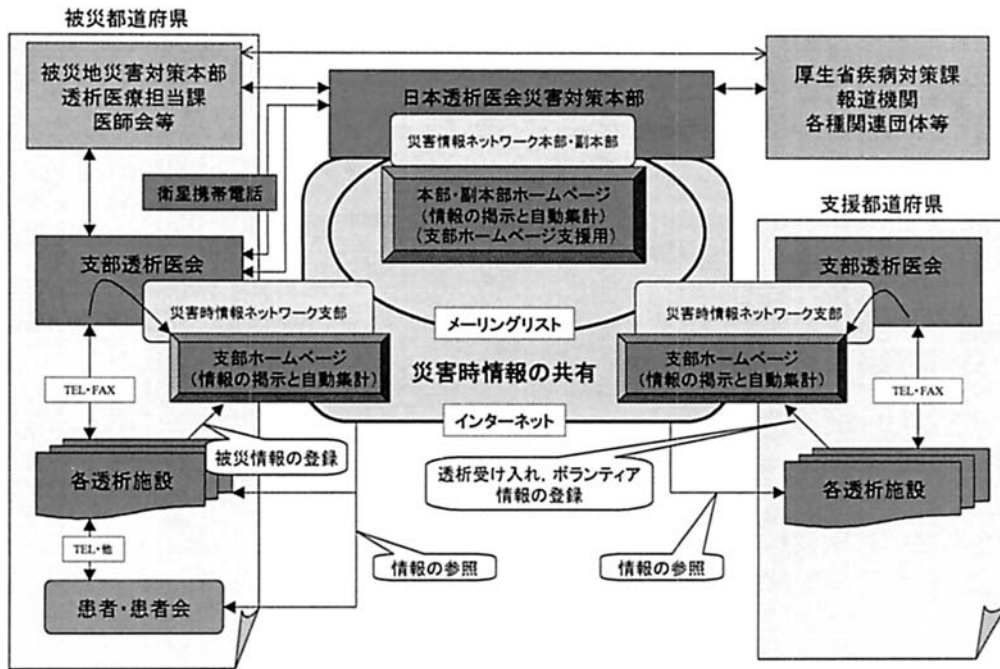 被災都道府県
被災地災害対策本部
透析医療担当課
医師会等
日本透析医会災害対策本部
厚生省疾病対策課
報道機関
各種関連団体等
災害情報ネットワーク本部・副本部
衛星携帯電話
本部・副本部ホームページ
(情報の掲示と自動集計)
(支部ホームページ支援用)
支援都道府県
支部透析医会
支部透析医会
災害時情報ネットワーク支部
災害時情報ネットワーク支部
メーリングリスト
支部ホームページ
(情報の掲示と自動集計)
災害時情報の共有
支部ホームページ
(情報の掲示と自動集計)
TEL・FAX
TEL・FAX
インターネット
被災情報の登録
透析受け入れ、ボランティア
情報の登録
各透析施設
各透析施設
TEL・他
情報の参照
情報の参照
患者・患者会